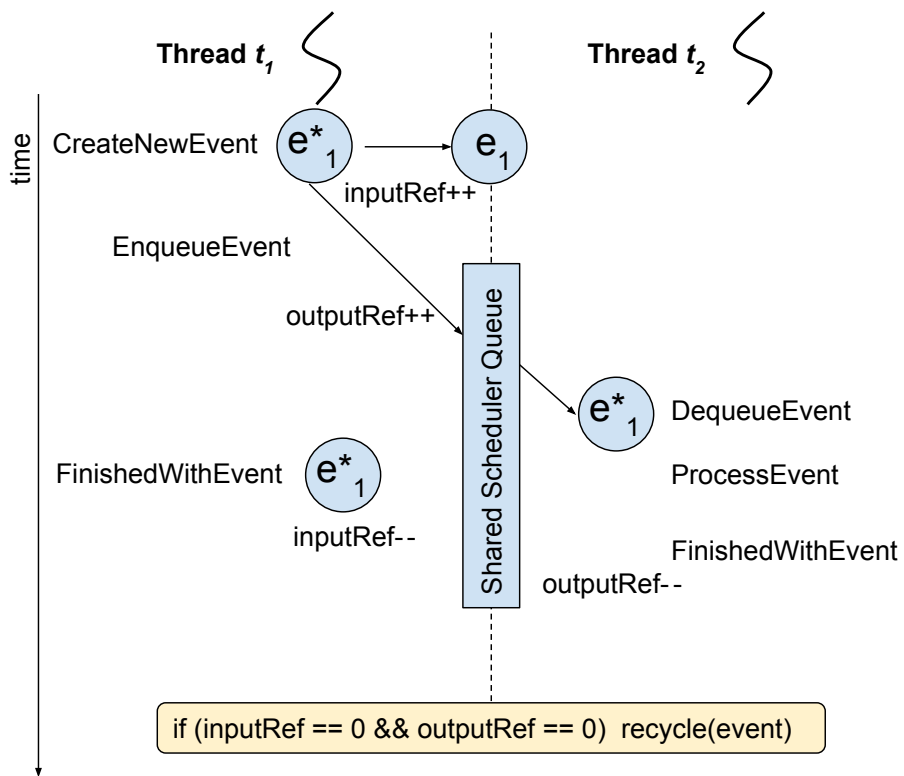 Thread t1
Thread t2
time
CreateNewEvent
e*1
e1
inputRef++
EnqueueEvent
outputRef++
Shared Scheduler Queue
e*1
DequeueEvent
FinishedWithEvent
e*1
ProcessEvent
inputRef--
FinishedWithEvent
outputRef--
if (inputRef == 0 && outputRef == 0) recycle(event)